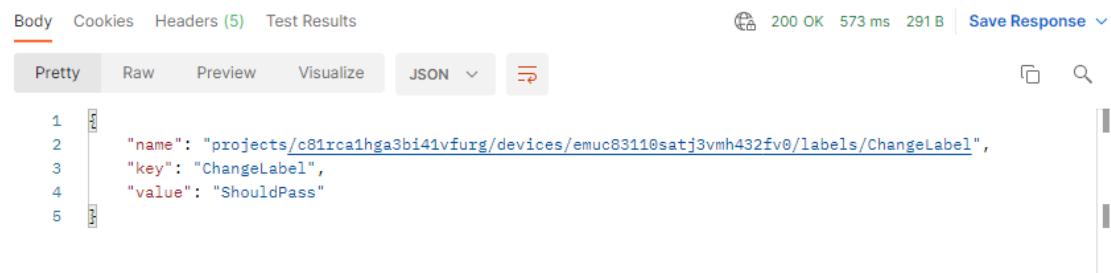 Body Cookies Headers (5) Test Results 200 OK 573 ms 291 B Save Response
Pretty Raw Preview Visualize JSON
1 {
2 "name": "projects/c81rca1hga3bi41vfurg/devices/emuc83110satj3vmh432fv0/labels/ChangeLabel",
3 "key": "ChangeLabel",
4 "value": "ShouldPass"
5 }